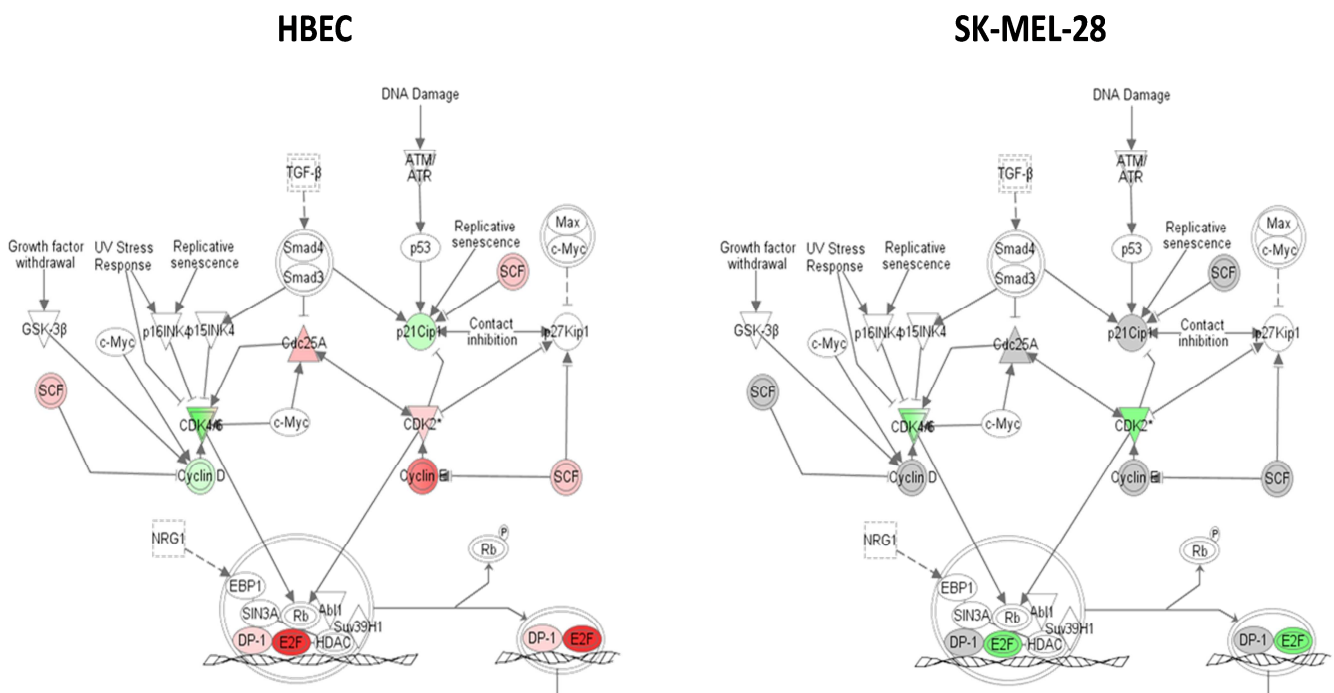 HBEC
DNA Damage
ATM/
ATR
TGF-β
Replicative
senescence
Max
c-Myc
Growth factor
withdrawal
UV Stress
Response
Replicative
senescence
Smad4
Smad3
p53
SCF
GSK-3β
p16INK4
p15INK4
c-Myc
Cdc25A
p21Cip1
Contact
inhibition
p27Kip1
SCF
CDK4/6
c-Myc
CDK2*
Cyclin D
Cyclin E
SCF
NRG1
EBP1
SIN3A
Rb
Abl1
Suv39H1
DP-1
E2F
HDAC
P
Rb
DP-1
E2F
SK-MEL-28
DNA Damage
ATM/
ATR
TGF-β
Replicative
senescence
Max
c-Myc
Growth factor
withdrawal
UV Stress
Response
Replicative
senescence
Smad4
Smad3
p53
SCF
GSK-3β
p16INK4
p15INK4
c-Myc
Cdc25A
p21Cip1
Contact
inhibition
p27Kip1
SCF
CDK4/6
c-Myc
CDK2*
Cyclin D
Cyclin E
SCF
NRG1
EBP1
SIN3A
Rb
Abl1
Suv39H1
DP-1
E2F
HDAC
P
Rb
DP-1
E2F